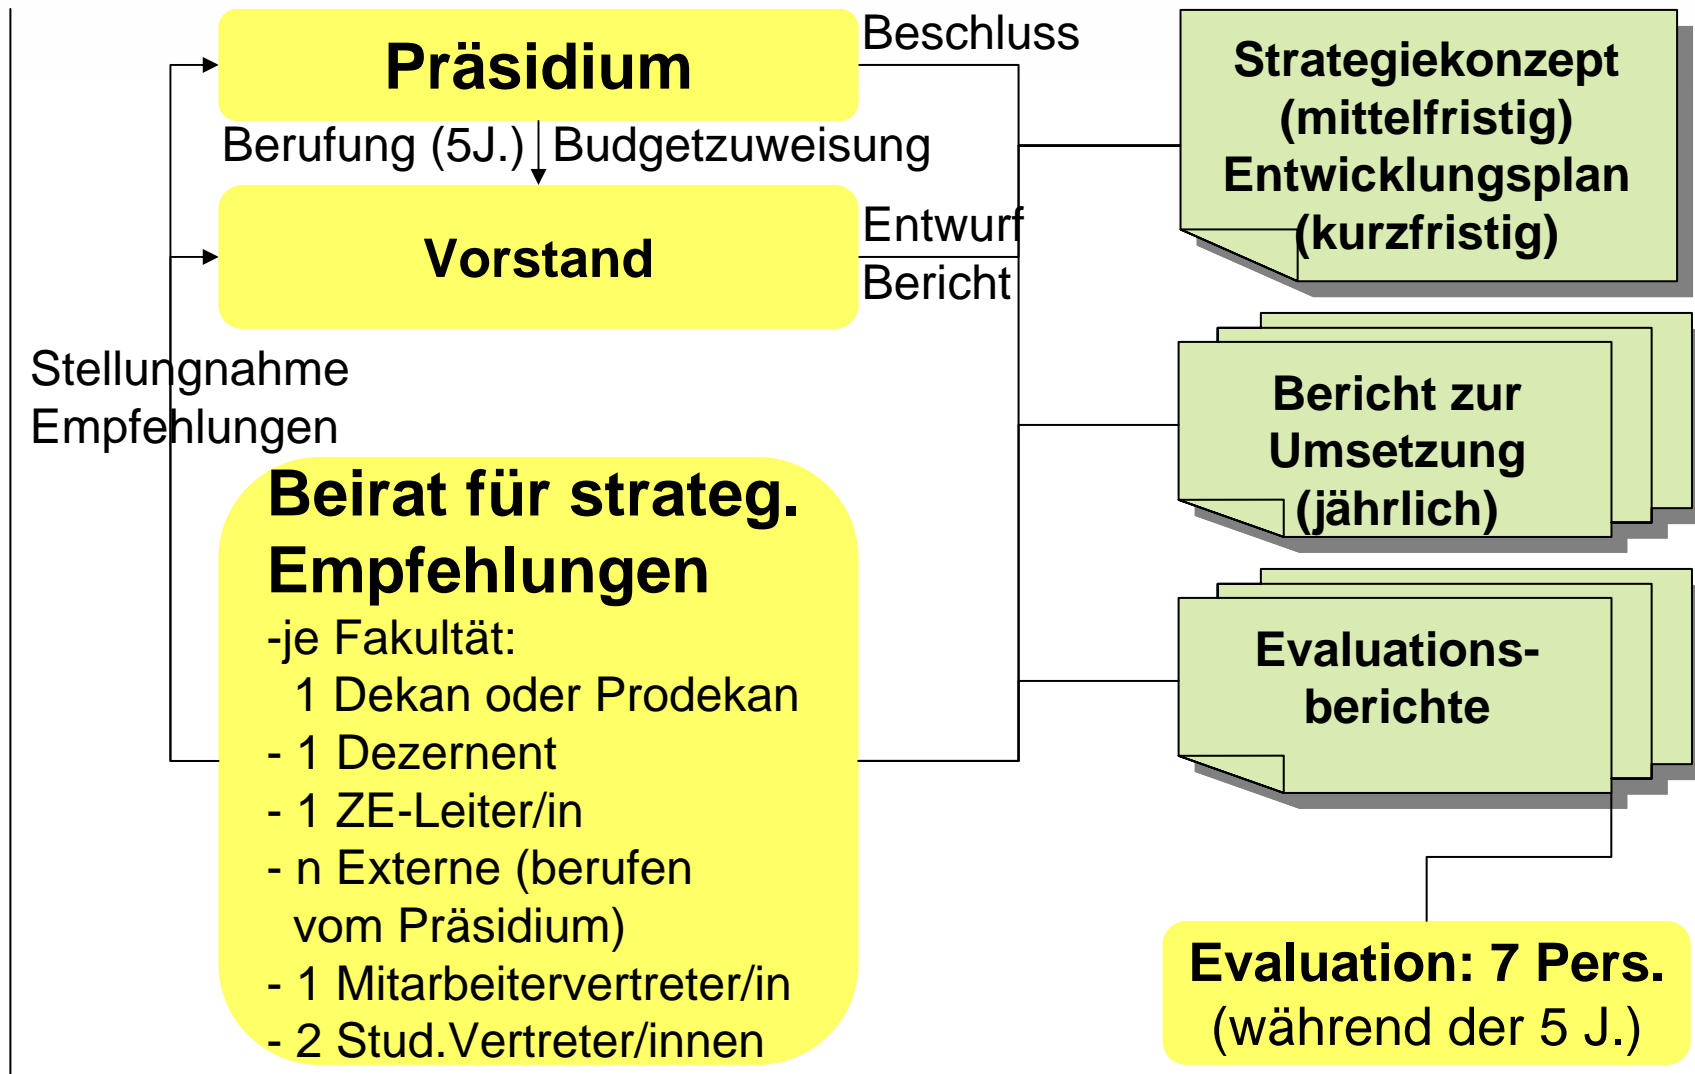 Präsidium
Beschluss
Berufung (5J.) Budgetzuweisung
Vorstand
Entwurf
Bericht
Stellungnahme
Empfehlungen
Beirat für strateg.
Empfehlungen
-je Fakultät:
1 Dekan oder Prodekan
- 1 Dezernent
- 1 ZE-Leiter/in
- n Externe (berufen
vom Präsidium)
- 1 Mitarbeitervertreter/in
- 2 Stud.Vertreter/innen
Strategiekonzept
(mittelfristig)
Entwicklungsplan
(kurzfristig)
Bericht zur
Umsetzung
(jährlich)
Evaluations-
berichte
Evaluation: 7 Pers.
(während der 5 J.)